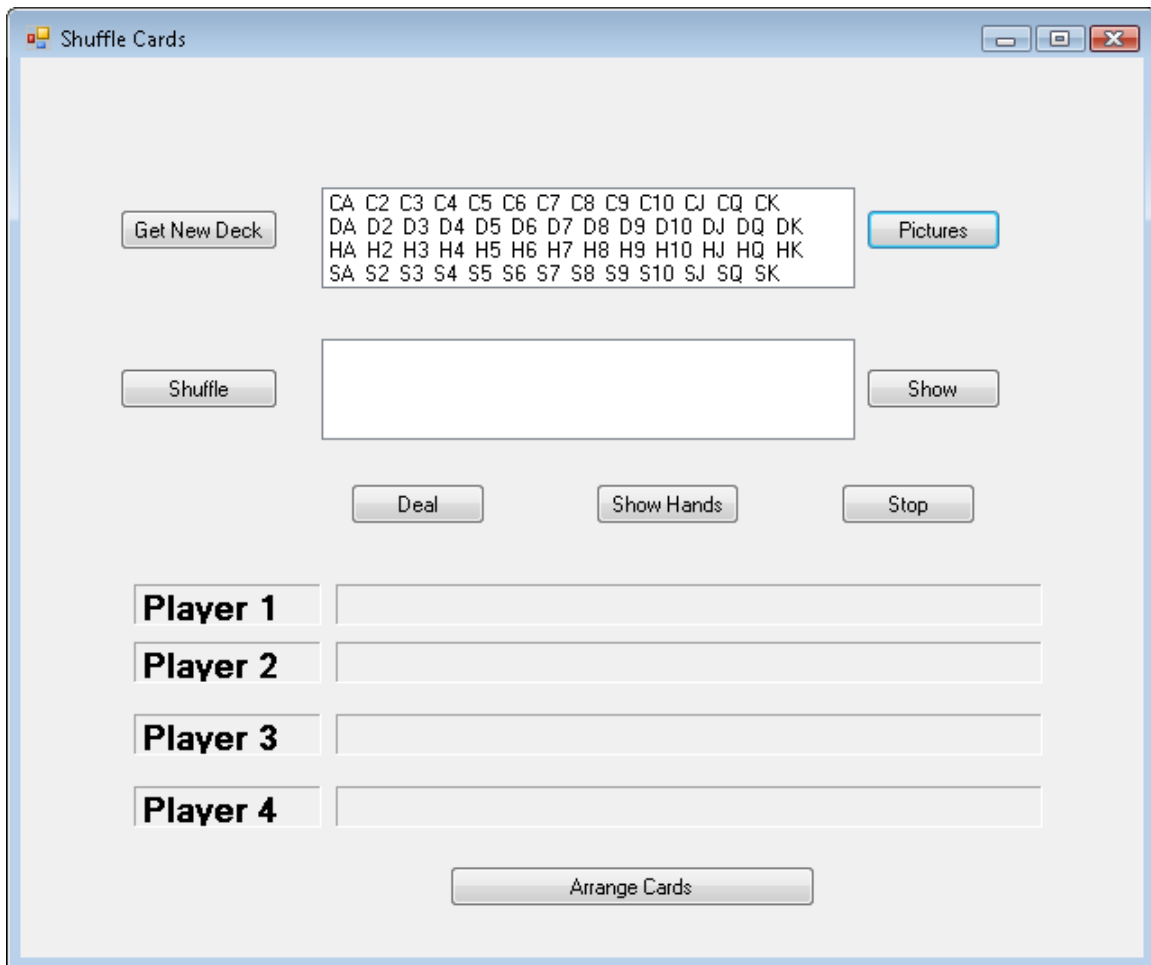 Shuffle Cards
Get New Deck
CA C2 C3 C4 C5 C6 C7 C8 C9 C10 CJ CQ CK
DA D2 D3 D4 D5 D6 D7 D8 D9 D10 DJ DQ DK
HA H2 H3 H4 H5 H6 H7 H8 H9 H10 HJ HQ HK
SA S2 S3 S4 S5 S6 S7 S8 S9 S10 SJ SQ SK
Pictures
Shuffle
Show
Deal
Show Hands
Stop
Player 1
Player 2
Player 3
Player 4
Arrange Cards